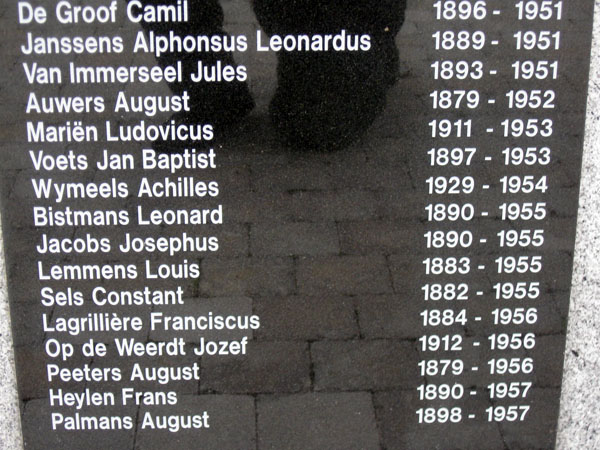 De Groof Camil 1896 - 1951
Janssens Alphonsus Leonardus 1889 - 1951
Van Immerseel Jules 1893 - 1951
Auwers August 1879 - 1952
Mariën Ludovicus 1911 - 1953
Voets Jan Baptist 1897 - 1953
Wymeels Achilles 1929 - 1954
Bistmans Leonard 1890 - 1955
Jacobs Josephus 1890 - 1955
Lemmens Louis 1883 - 1955
Sels Constant 1882 - 1955
Lagrillière Franciscus 1884 - 1956
Op de Weerdt Jozef 1912 - 1956
Peeters August 1879 - 1956
Heylen Frans 1890 - 1957
Palmans August 1898 - 1957